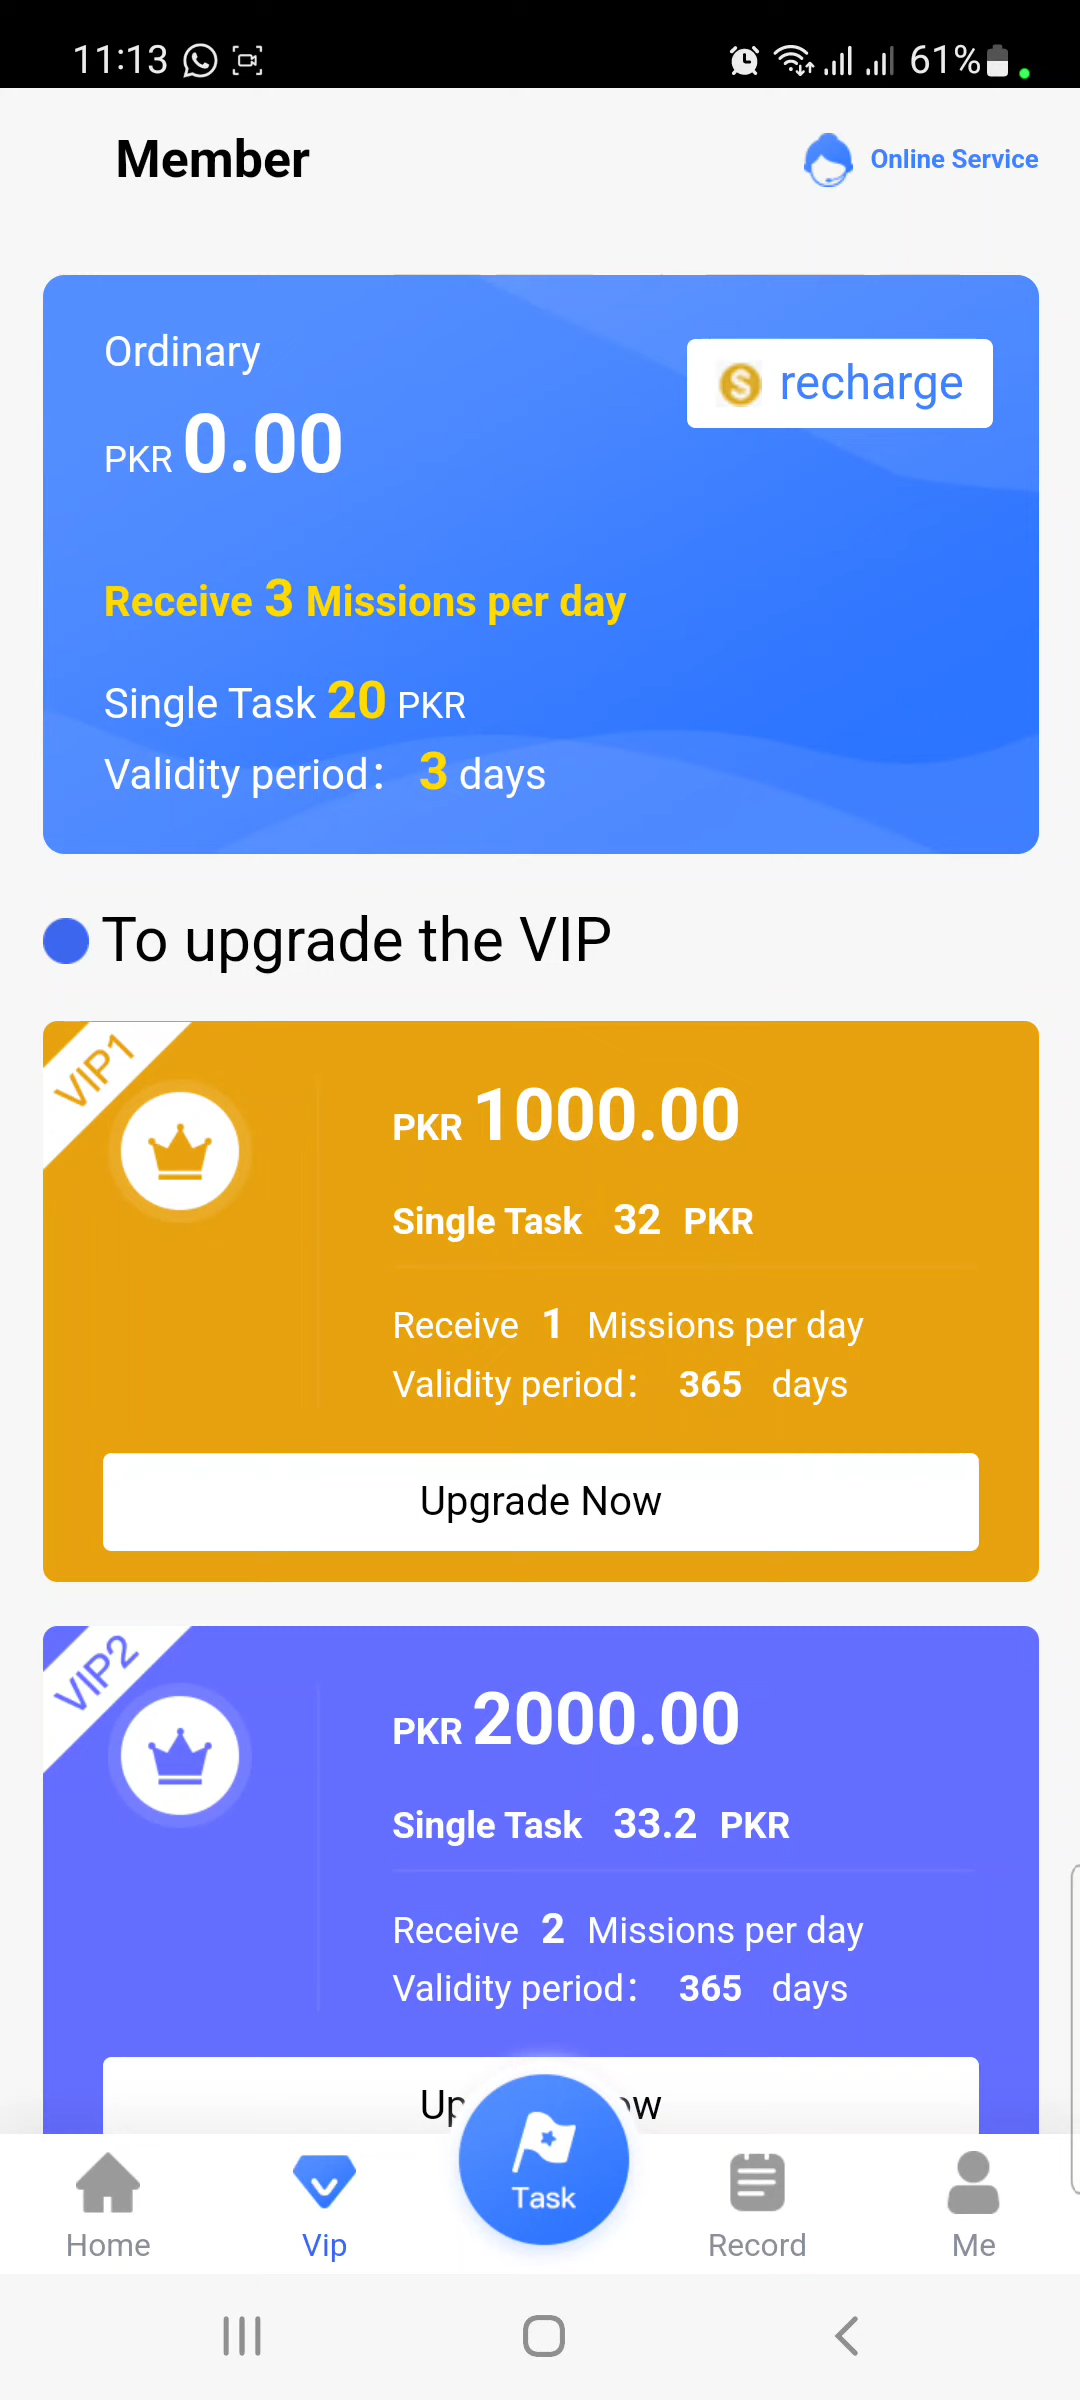 11:13
61%
Member
Online Service
Ordinary
recharge
PKR 0.00
Receive 3 Missions per day
Single Task 20 PKR
Validity period： 3 days
To upgrade the VIP
VIP1
PKR 1000.00
Single Task 32 PKR
Receive 1 Missions per day
Validity period： 365 days
Upgrade Now
VIP2
PKR 2000.00
Single Task 33.2 PKR
Receive 2 Missions per day
Validity period： 365 days
Home
Vip
Task
Record
Me